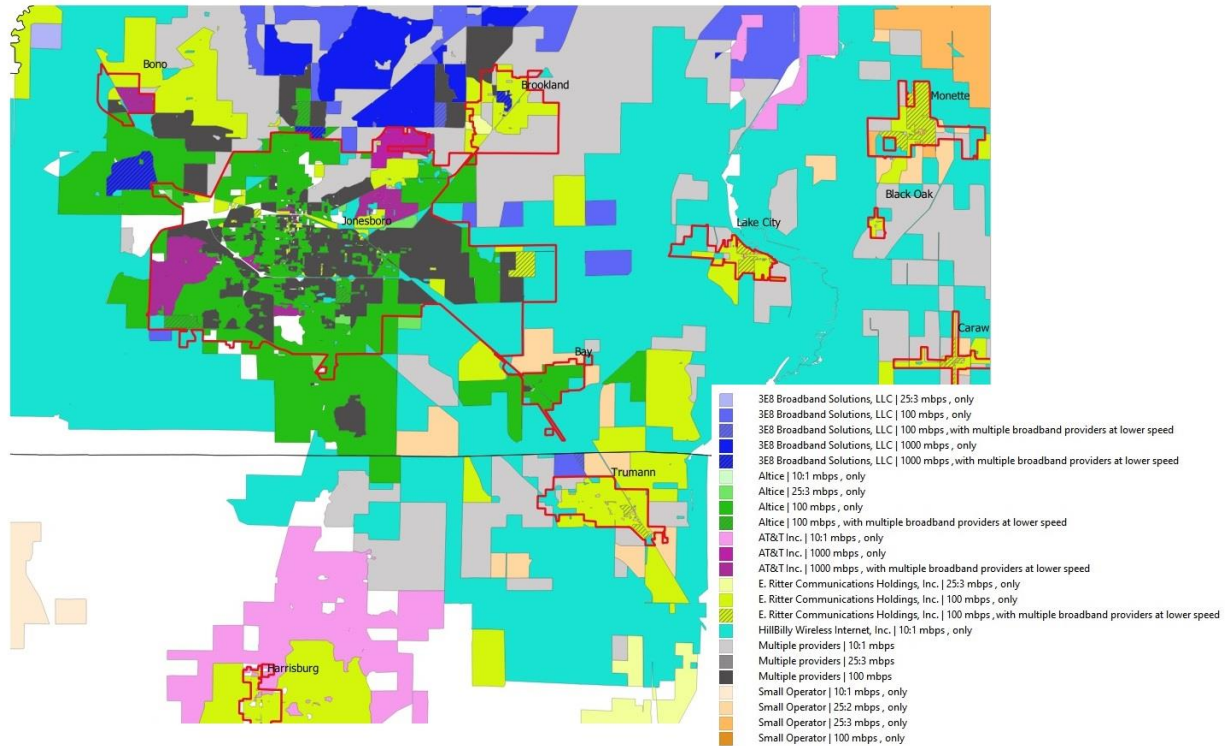 Bono
Brookland
Monette
Black Oak
Jonesboro
Lake City
Caraw
Bay
Trumann
Harrisburg
3E8 Broadband Solutions, LLC | 25:3 mbps , only
3E8 Broadband Solutions, LLC | 100 mbps , only
3E8 Broadband Solutions, LLC | 100 mbps , with multiple broadband providers at lower speed
3E8 Broadband Solutions, LLC | 1000 mbps , only
3E8 Broadband Solutions, LLC | 1000 mbps , with multiple broadband providers at lower speed
Altice | 10:1 mbps , only
Altice | 25:3 mbps , only
Altice | 100 mbps , only
Altice | 100 mbps , with multiple broadband providers at lower speed
AT&T Inc. | 10:1 mbps , only
AT&T Inc. | 1000 mbps , only
AT&T Inc. | 1000 mbps , with multiple broadband providers at lower speed
E. Ritter Communications Holdings, Inc. | 25:3 mbps , only
E. Ritter Communications Holdings, Inc. | 100 mbps , only
E. Ritter Communications Holdings, Inc. | 100 mbps , with multiple broadband providers at lower speed
HillBilly Wireless Internet, Inc. | 10:1 mbps , only
Multiple providers | 10:1 mbps
Multiple providers | 25:3 mbps
Multiple providers | 100 mbps
Small Operator | 10:1 mbps , only
Small Operator | 25:2 mbps , only
Small Operator | 25:3 mbps , only
Small Operator | 100 mbps , only